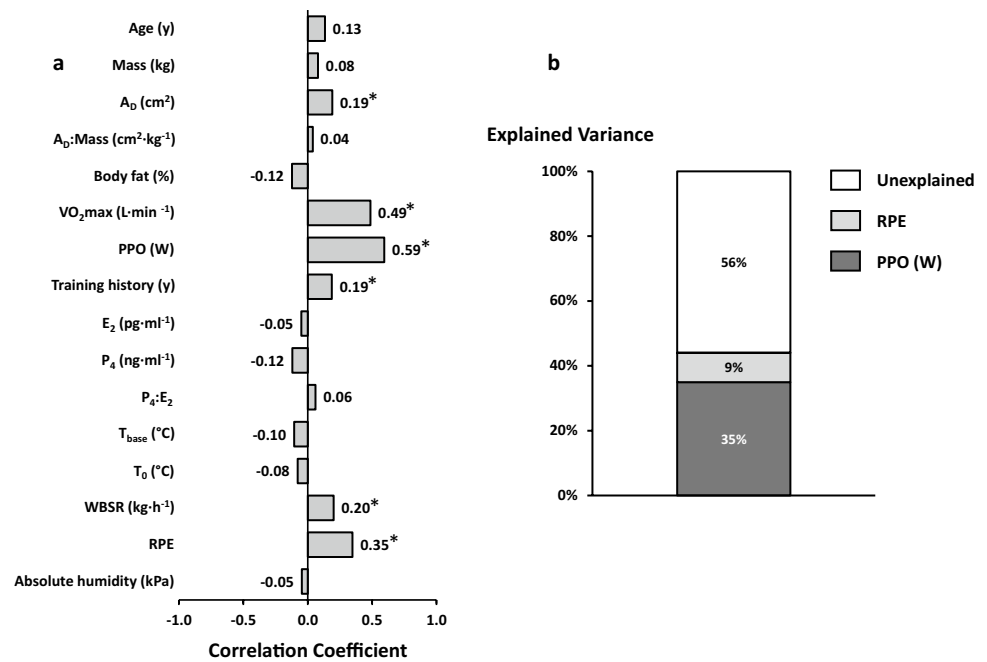 a
Age (y) 0.13
Mass (kg) 0.08
A_D (cm²) 0.19*
A_D:Mass (cm²·kg⁻¹) 0.04
Body fat (%) -0.12
VO₂max (L·min ⁻¹) 0.49*
PPO (W) 0.59*
Training history (y) 0.19*
E₂ (pg·ml⁻¹) -0.05
P₄ (ng·ml⁻¹) -0.12
P₄:E₂ 0.06
T_base (°C) -0.10
T₀ (°C) -0.08
WBSR (kg·h⁻¹) 0.20*
RPE 0.35*
Absolute humidity (kPa) -0.05
-1.0 -0.5 0.0 0.5 1.0
Correlation Coefficient
b
Explained Variance
100%
80%
60%
40%
20%
0%
56%
9%
35%
Unexplained
RPE
PPO (W)